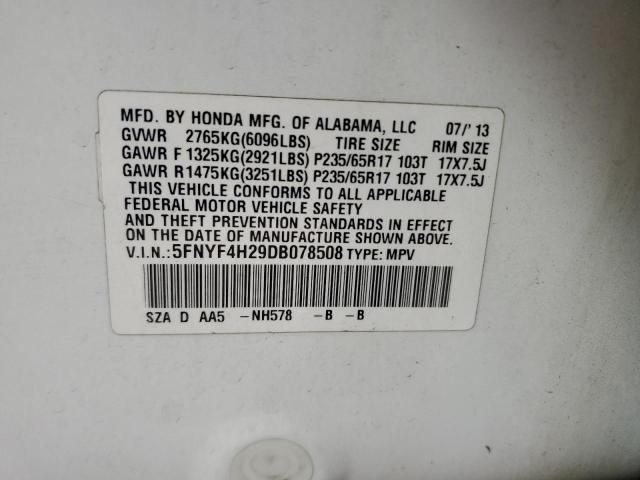 MFD. BY HONDA MFG. OF ALABAMA, LLC 07/'13
GVWR 2765KG(6096LBS) TIRE SIZE RIM SIZE
GAWR F 1325KG(2921LBS) P235/65R17 103T 17X7.5J
GAWR R 1475KG(3251LBS) P235/65R17 103T 17X7.5J
THIS VEHICLE CONFORMS TO ALL APPLICABLE
FEDERAL MOTOR VEHICLE SAFETY
AND THEFT PREVENTION STANDARDS IN EFFECT
ON THE DATE OF MANUFACTURE SHOWN ABOVE.
V.I.N.:5FNYF4H29DB078508 TYPE: MPV
SZA D AA5 -NH578 -B -B